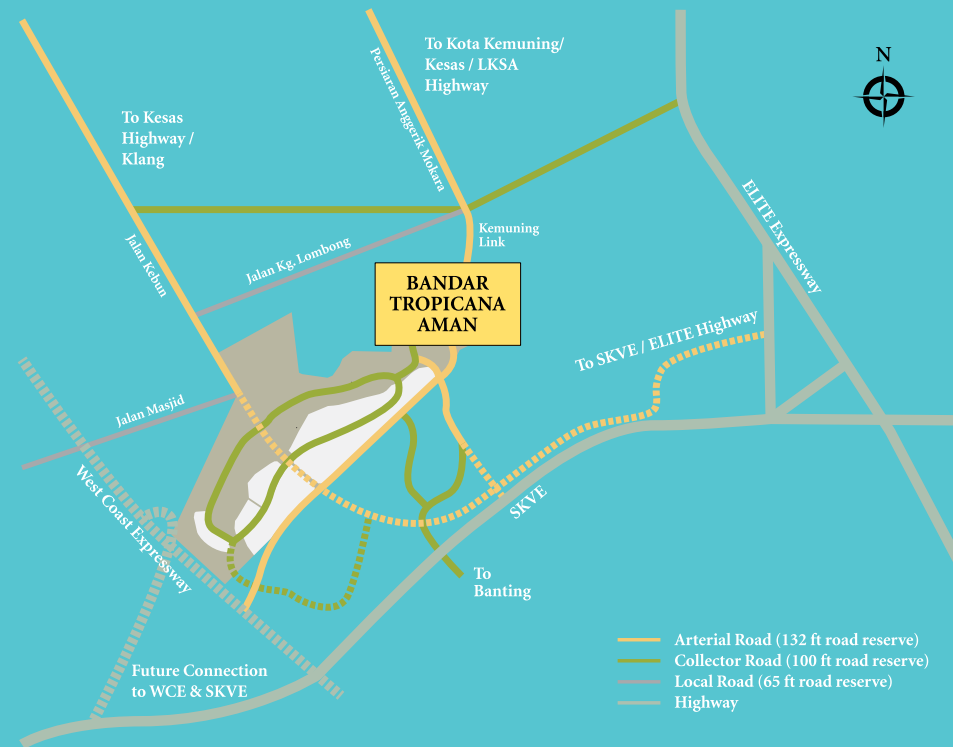 To Kota Kemuning/
Kesas / LKSA
Highway
N
Persiaran Anggerik Mokara
To Kesas
Highway /
Klang
ELITE Expressway
Kemuning
Link
Jalan Kebun
Jalan Kg. Lombong
BANDAR
TROPICANA
AMAN
To SKVE / ELITE Highway
Jalan Masjid
West Coast Expressway
SKVE
To
Banting
Arterial Road (132 ft road reserve)
Collector Road (100 ft road reserve)
Local Road (65 ft road reserve)
Highway
Future Connection
to WCE & SKVE